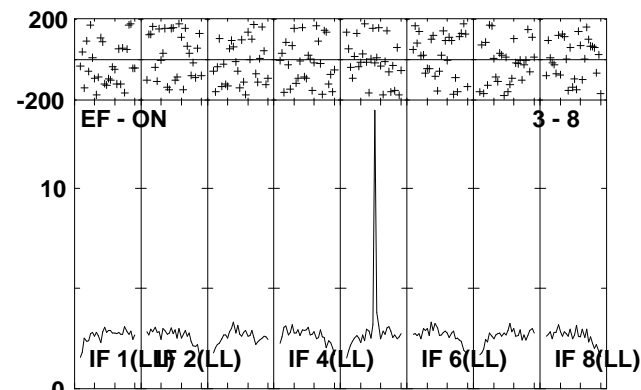 200
-200
EF - ON 3 - 8
10
IF 1(LL) IF 2(LL) IF 4(LL) IF 6(LL) IF 8(LL)
0